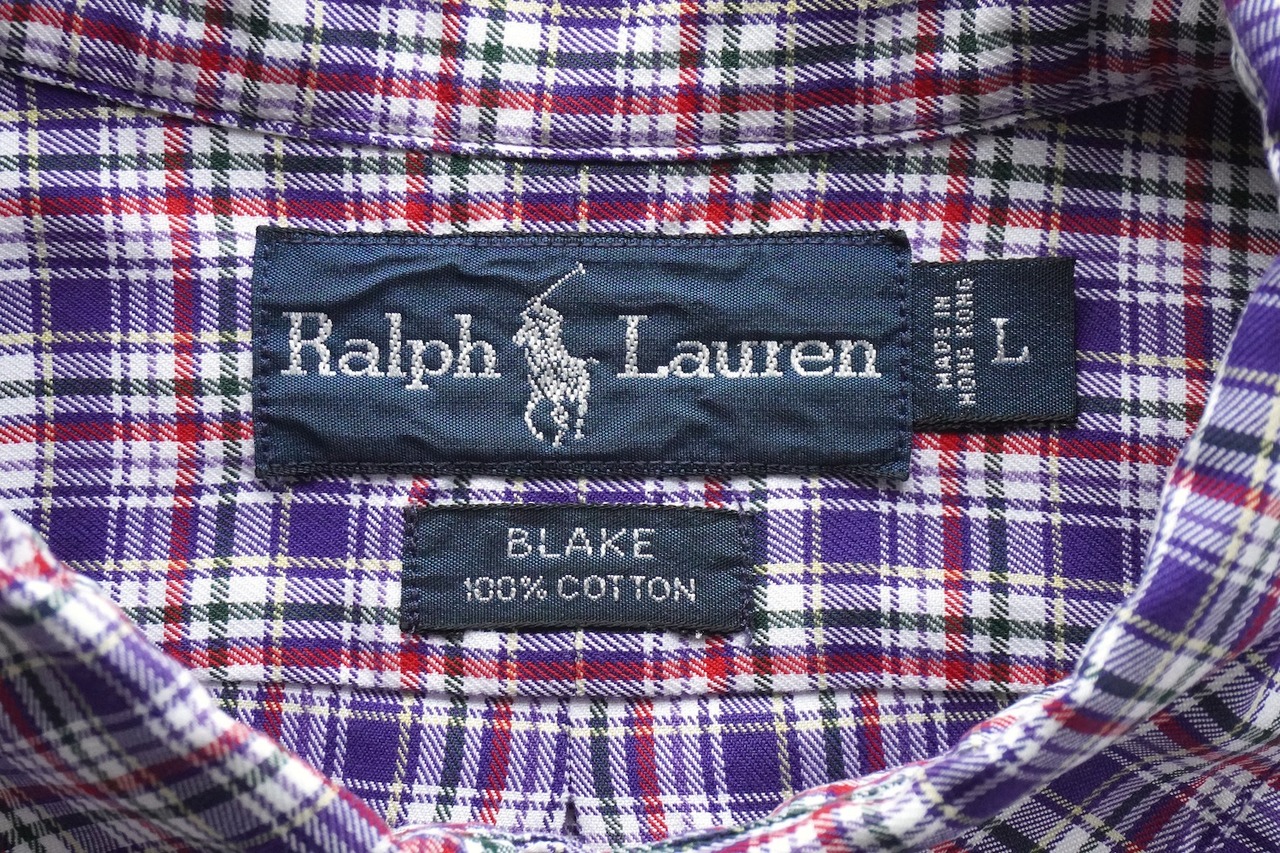 Ralph Lauren
MADE IN
HONG KONG
L
BLAKE
100% COTTON